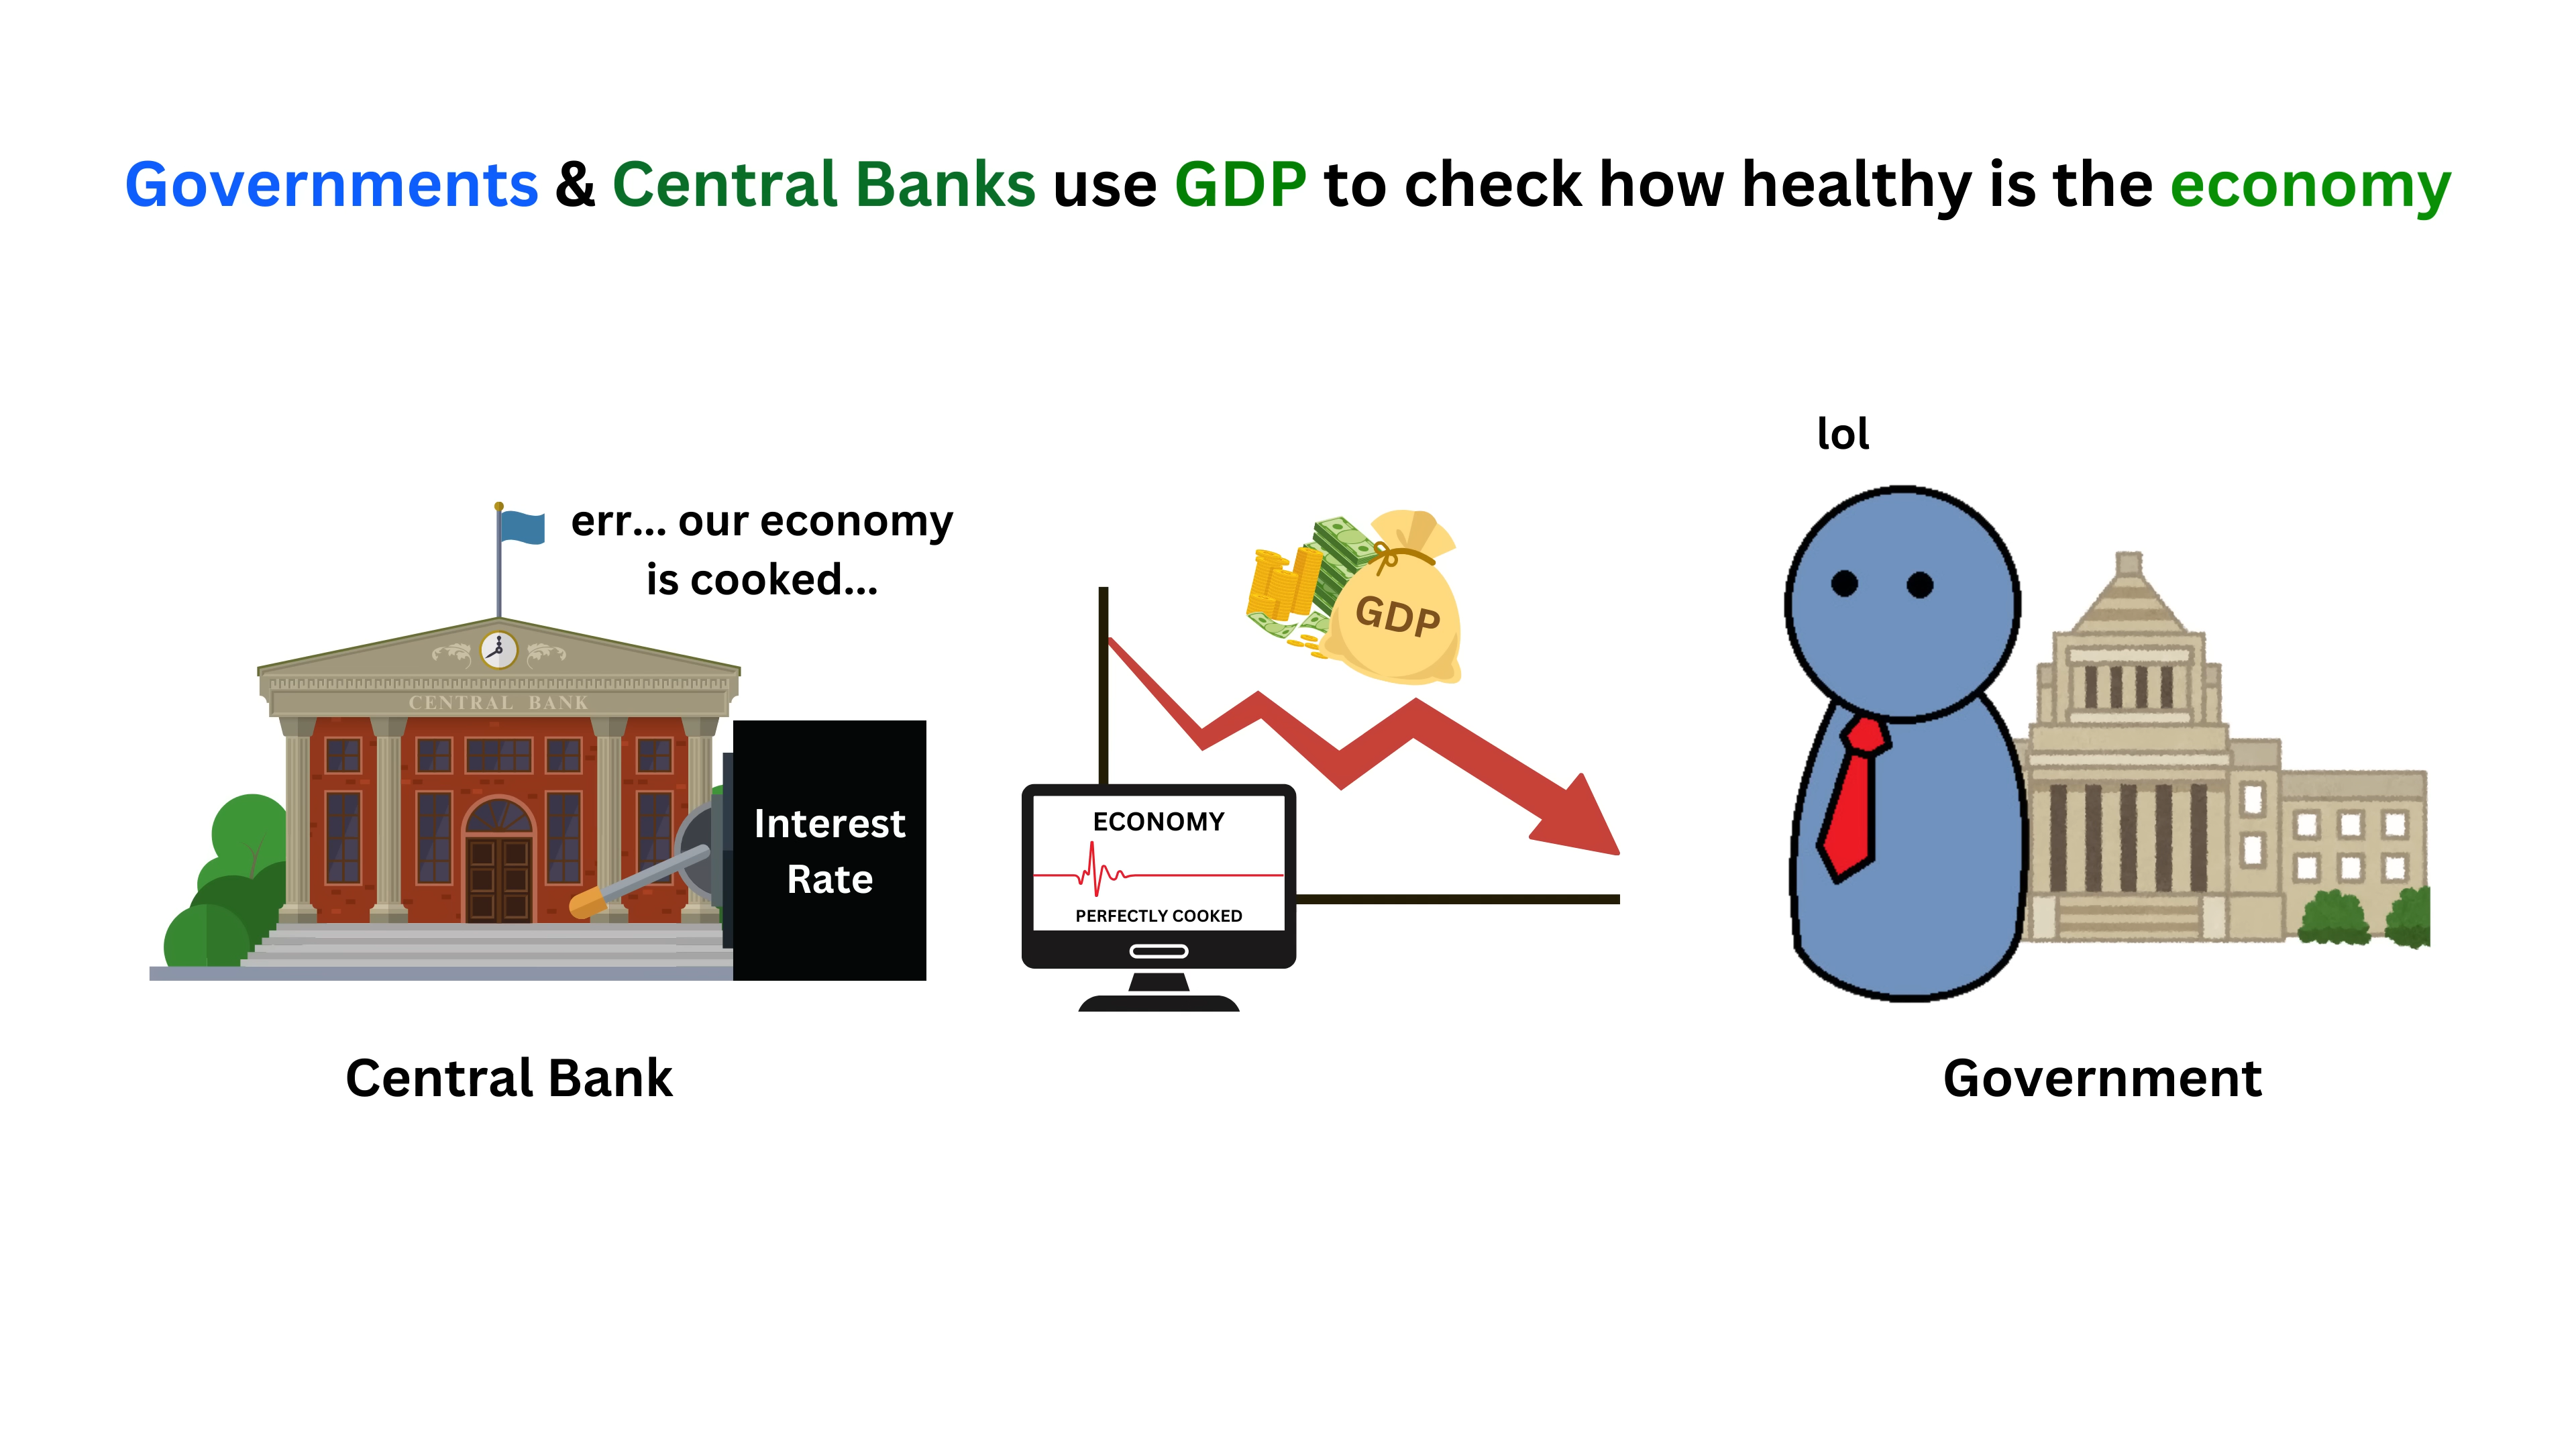 Governments & Central Banks use GDP to check how healthy is the economy
lol
err... our economy
is cooked...
GDP
CENTRAL BANK
Interest
Rate
ECONOMY
PERFECTLY COOKED
Central Bank
Government